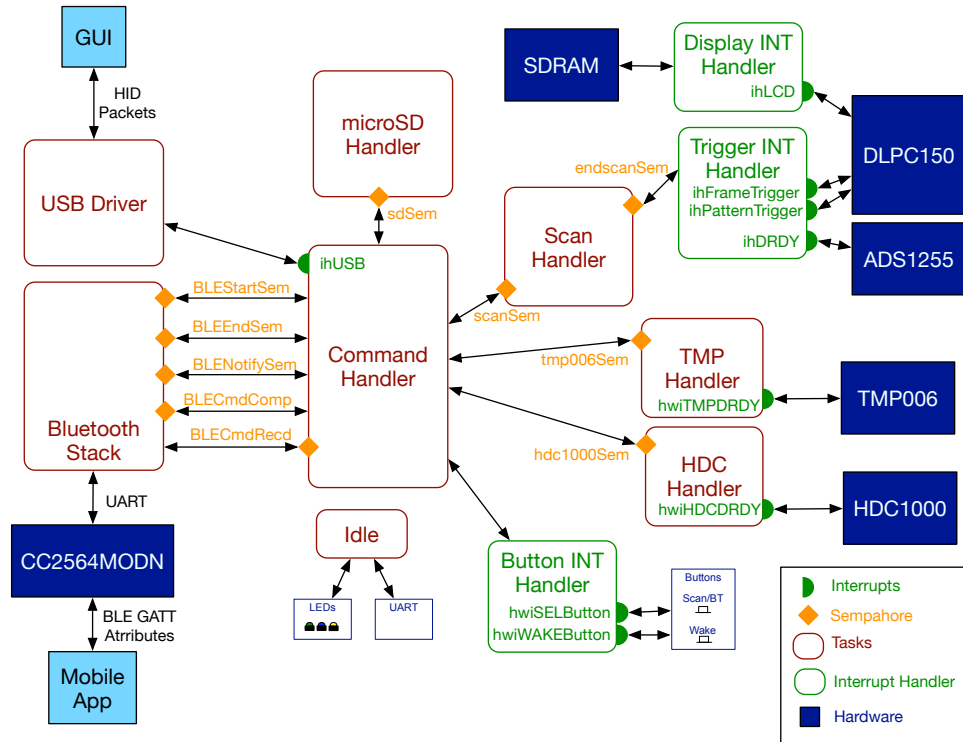 GUI
HID
Packets
USB Driver
microSD
Handler
sdSem
ihUSB
BLEStartSem
BLEEndSem
BLENotifySem
BLECmdComp
BLECmdRecd
Bluetooth
Stack
UART
CC2564MODN
BLE GATT
Atrributes
Mobile
App
Command
Handler
Idle
LEDs
UART
SDRAM
Display INT
Handler
ihLCD
DLPC150
Trigger INT
Handler
ihFrameTrigger
ihPatternTrigger
ihDRDY
ADS1255
endscanSem
Scan
Handler
scanSem
tmp006Sem
TMP
Handler
hwiTMPDRDY
TMP006
hdc1000Sem
HDC
Handler
hwiHDCDRDY
HDC1000
Button INT
Handler
hwiSELButton
hwiWAKEButton
Buttons
Scan/BT
Wake
Interrupts
Sempahore
Tasks
Interrupt Handler
Hardware